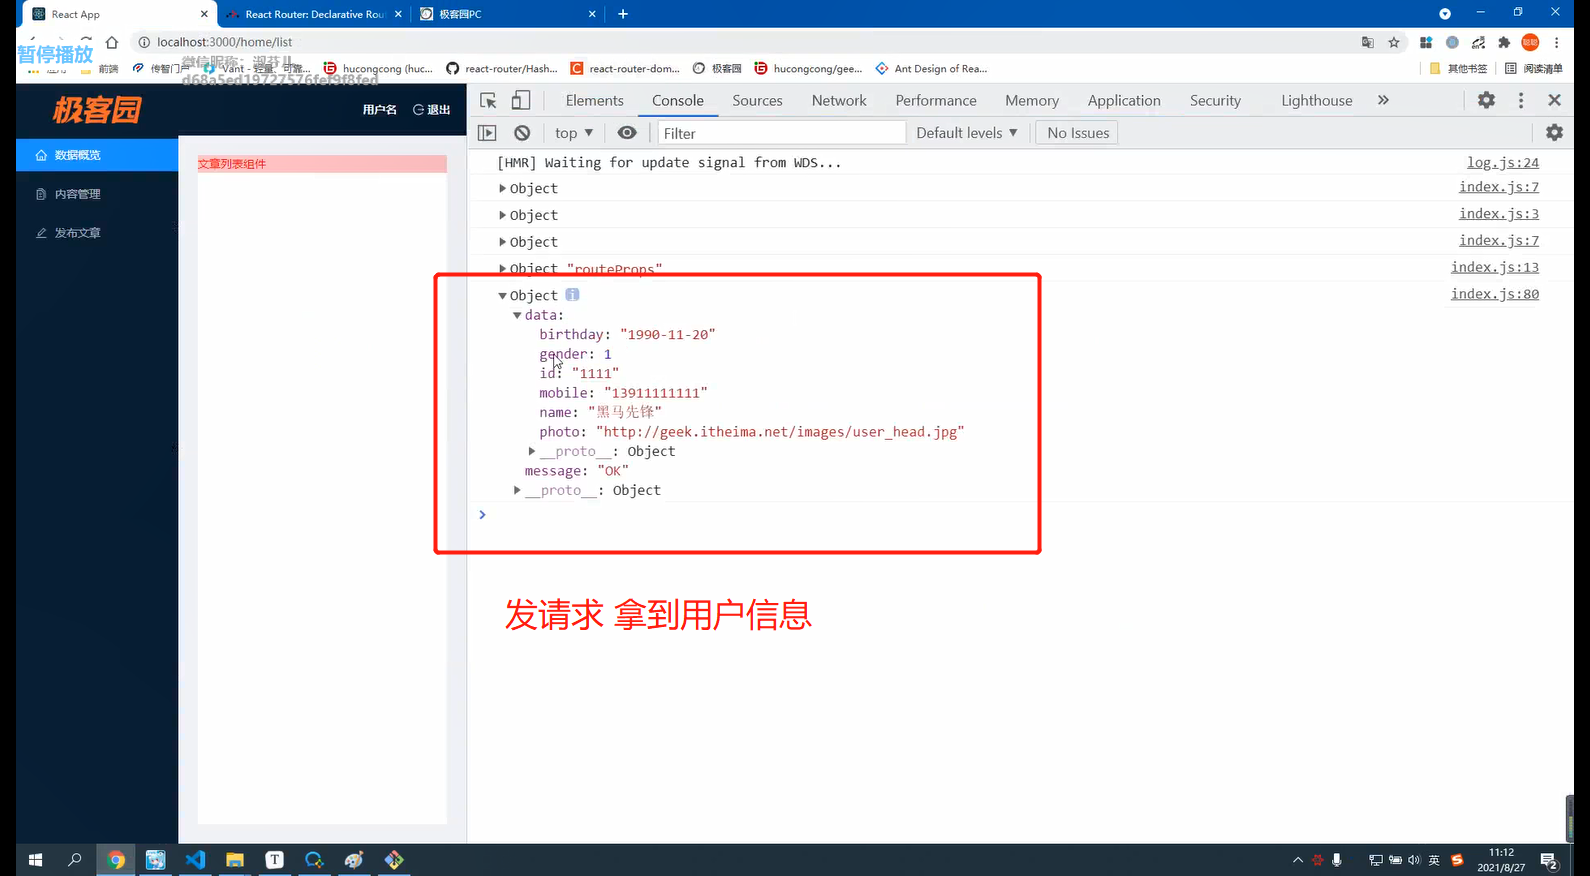 React App
React Router: Declarative Rou
极客园PC
localhost:3000/home/list
暂停播放
微信昵称: 淑芬儿
d68a5ed19727576fef9f8fed
应用
前端
传智门户
Vant - 轻量、可靠...
hucongcong (huc...
react-router/Hash...
react-router-dom...
极客园
hucongcong/gee...
Ant Design of Rea...
其他书签
阅读清单
极客园
用户名
退出
数据概览
内容管理
发布文章
文章列表组件
Elements Console Sources Network Performance Memory Application Security Lighthouse
top ▼ Filter Default levels ▼ No Issues
[HMR] Waiting for update signal from WDS... log.js:24
Object index.js:7
Object index.js:3
Object index.js:7
Object "routeProps" index.js:13
Object i index.js:80
data:
birthday: "1990-11-20"
gender: 1
id: "1111"
mobile: "13911111111"
name: "黑马先锋"
photo: "http://geek.itheima.net/images/user_head.jpg"
__proto__: Object
message: "OK"
__proto__: Object
发请求 拿到用户信息
英
11:12
2021/8/27
2